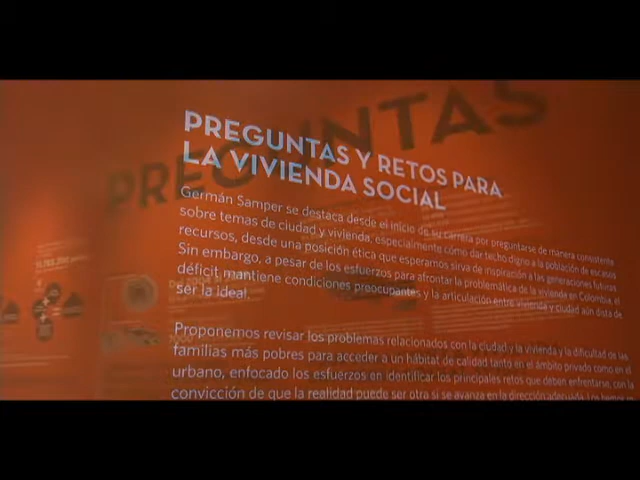 PREGUNTAS
PREGUNTAS Y RETOS PARA
LA VIVIENDA SOCIAL
Germán Samper se destaca desde el inicio de su carrera por preguntarse de manera consistente
sobre temas de ciudad y vivienda, especialmente cómo dar techo digno a la población de escasos
recursos, desde una posición ética que esperamos sirva de inspiración a las generaciones futuras
Sin embargo, a pesar de los esfuerzos para afrontar la problemática de la vivienda en Colombia, el
déficit mantiene condiciones preocupantes y la articulación entre vivienda y ciudad aún dista de
ser la ideal.
Proponemos revisar los problemas relacionados con la ciudad y la vivienda y la dificultad de las
familias más pobres para acceder a un hábitat de calidad tanto en el ámbito privado como en el
urbano, enfocado los esfuerzos en identificar los principales retos que deben enfrentarse, con la
convicción de que la realidad puede ser otra si se avanza en la dirección adecuada.